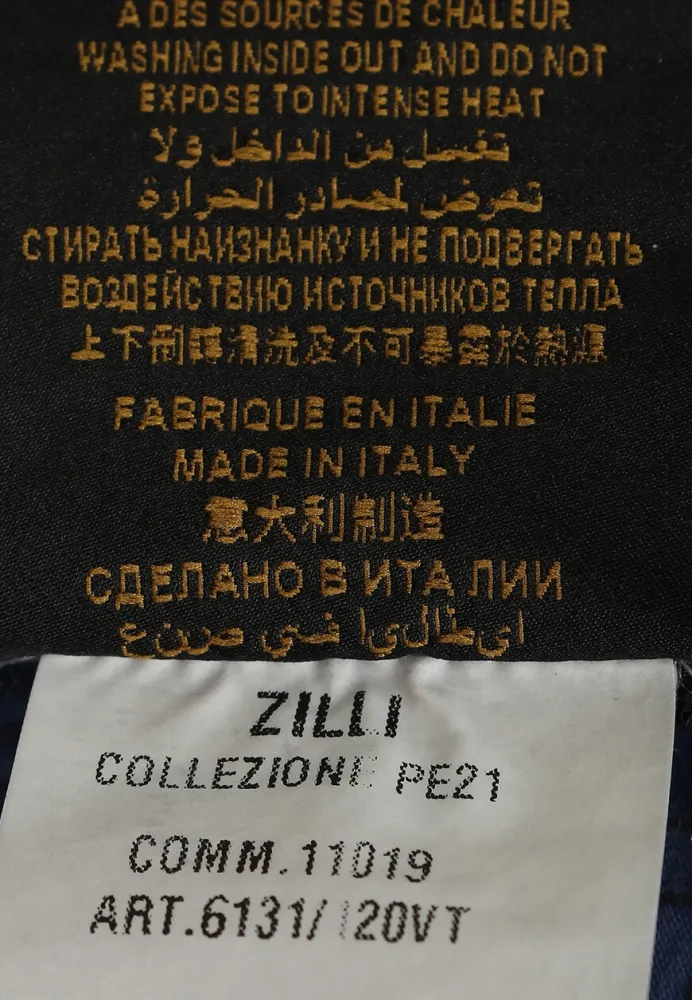 A DES SOURCES DE CHALEUR
WASHING INSIDE OUT AND DO NOT
EXPOSE TO INTENSE HEAT
تغسل من الداخل ولا
تعرض لمصادر الحرارة
СТИРАТЬ НАИЗНАНКУ И НЕ ПОДВЕРГАТЬ
ВОЗДЕЙСТВИЮ ИСТОЧНИКОВ ТЕПЛА
上下倒轉清洗及不可暴露於熱源
FABRIQUE EN ITALIE
MADE IN ITALY
意大利制造
СДЕЛАНО В ИТАЛИИ
صنع في ايطاليا
ZILLI
COLLEZIONE PE21
COMM.11019
ART.6131/120VT